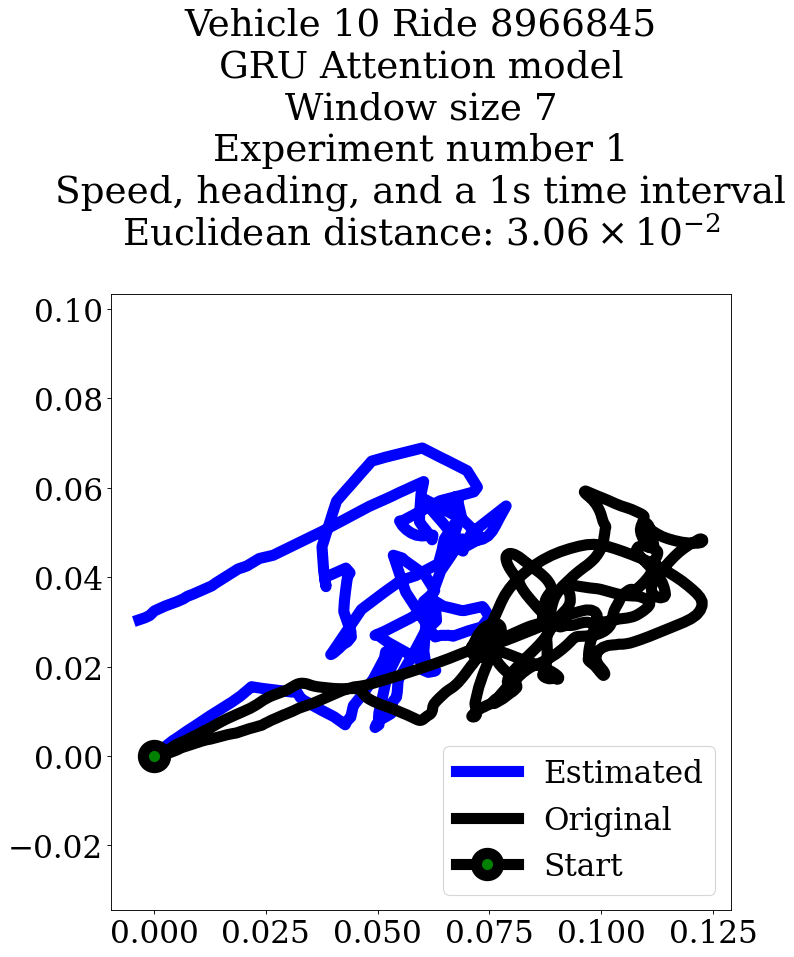 Vehicle 10 Ride 8966845
GRU Attention model
Window size 7
Experiment number 1
Speed, heading, and a 1s time interval
Euclidean distance: 3.06 × 10⁻²
0.10
0.08
0.06
0.04
0.02
0.00
−0.02
Estimated
Original
Start
0.000 0.025 0.050 0.075 0.100 0.125